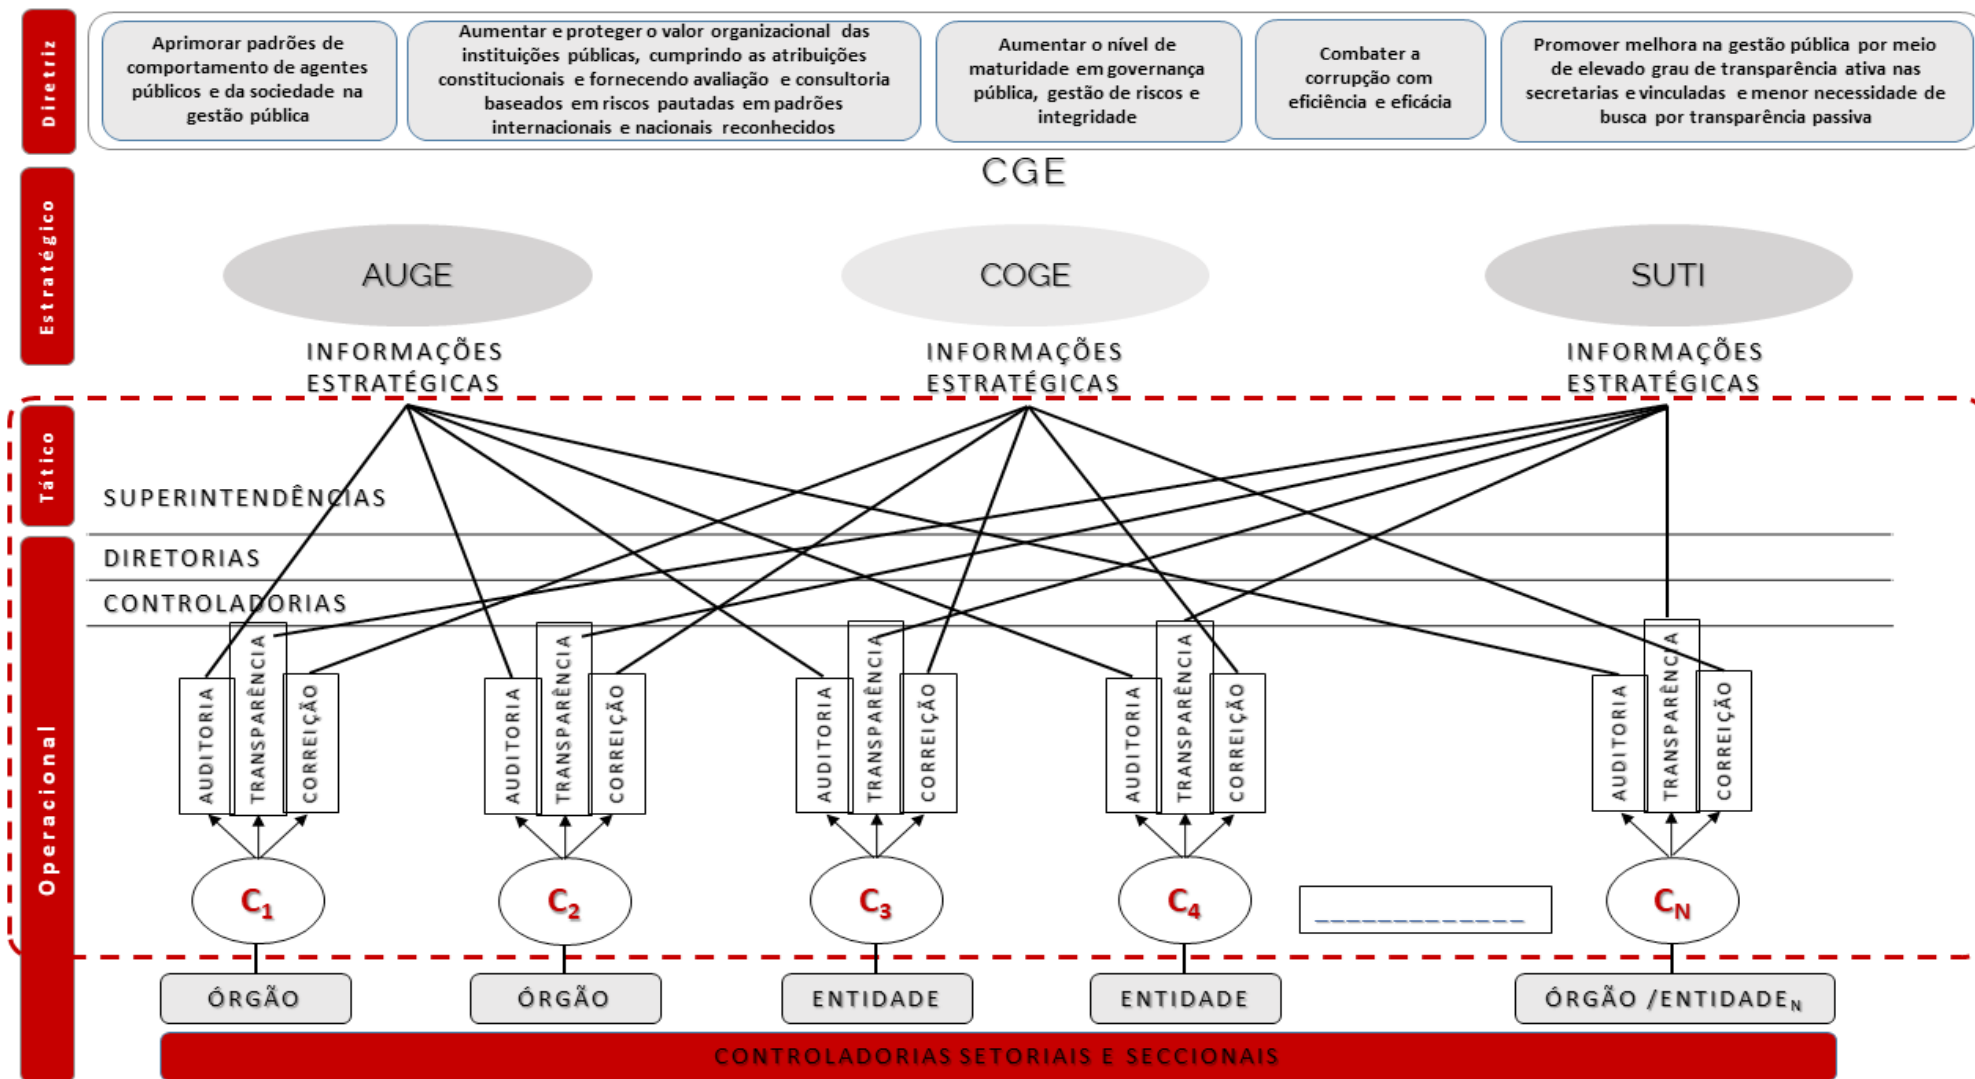 Diretriz
Aprimorar padrões de
comportamento de agentes
públicos e da sociedade na
gestão pública
Aumentar e proteger o valor organizacional das
instituições públicas, cumprindo as atribuições
constitucionais e fornecendo avaliação e consultoria
baseados em riscos pautadas em padrões
internacionais e nacionais reconhecidos
Aumentar o nível de
maturidade em governança
pública, gestão de riscos e
integridade
Combater a
corrupção com
eficiência e eficácia
Promover melhora na gestão pública por meio
de elevado grau de transparência ativa nas
secretarias e vinculadas e menor necessidade de
busca por transparência passiva
CGE
Estratégico
AUGE
COGE
SUTI
INFORMAÇÕES
ESTRATÉGICAS
INFORMAÇÕES
ESTRATÉGICAS
INFORMAÇÕES
ESTRATÉGICAS
Tático
SUPERINTENDÊNCIAS
DIRETORIAS
CONTROLADORIAS
Operacional
AUDITORIA
TRANSPARÊNCIA
CORREIÇÃO
AUDITORIA
TRANSPARÊNCIA
CORREIÇÃO
AUDITORIA
TRANSPARÊNCIA
CORREIÇÃO
AUDITORIA
TRANSPARÊNCIA
CORREIÇÃO
AUDITORIA
TRANSPARÊNCIA
CORREIÇÃO
C1
C2
C3
C4
_ _ _ _ _ _ _ _ _ _ _ _ _
CN
ÓRGÃO
ÓRGÃO
ENTIDADE
ENTIDADE
ÓRGÃO /ENTIDADEN
CONTROLADORIAS SETORIAIS E SECCIONAIS